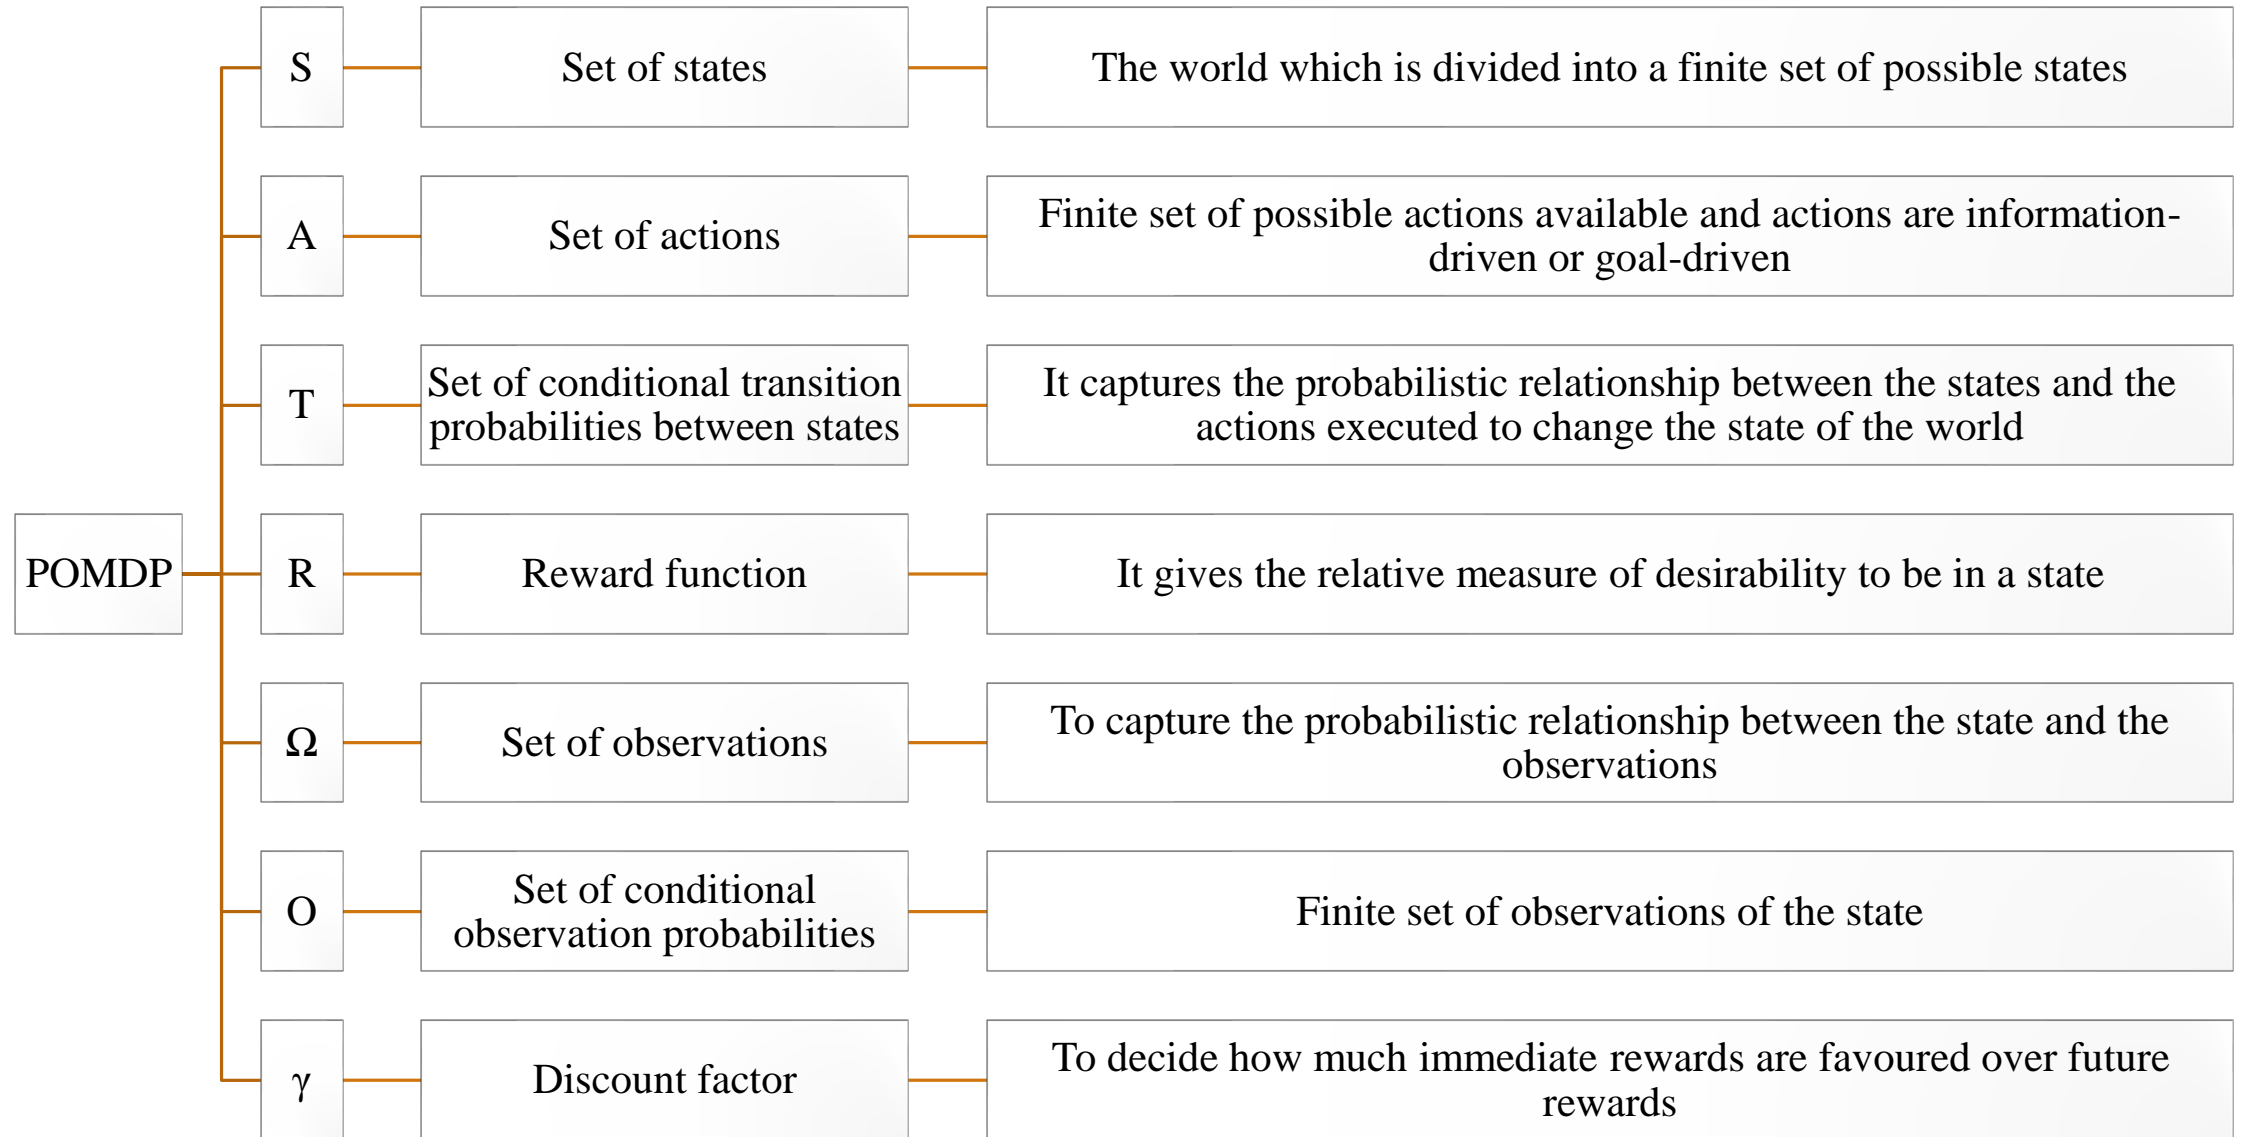 S
Set of states
The world which is divided into a finite set of possible states
A
Set of actions
Finite set of possible actions available and actions are information-
driven or goal-driven
T
Set of conditional transition
probabilities between states
It captures the probabilistic relationship between the states and the
actions executed to change the state of the world
POMDP
R
Reward function
It gives the relative measure of desirability to be in a state
Ω
Set of observations
To capture the probabilistic relationship between the state and the
observations
O
Set of conditional
observation probabilities
Finite set of observations of the state
γ
Discount factor
To decide how much immediate rewards are favoured over future
rewards